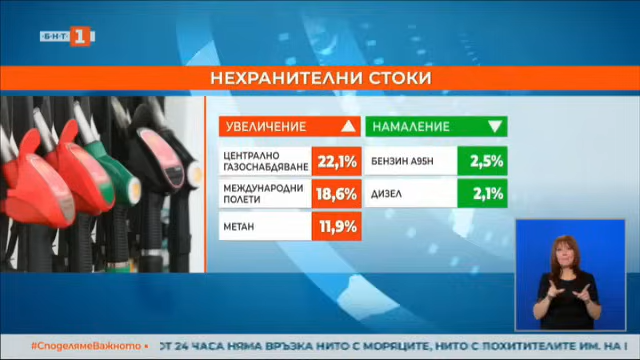 БНТ 1
НЕХРАНИТЕЛНИ СТОКИ
УВЕЛИЧЕНИЕ
ЦЕНТРАЛНО
ГАЗОСНАБДЯВАНЕ
22,1%
МЕЖДУНАРОДНИ
ПОЛЕТИ
18,6%
МЕТАН
11,9%
НАМАЛЕНИЕ
БЕНЗИН А95Н
2,5%
ДИЗЕЛ
2,1%
#СподелямеВажното
ОТ 24 ЧАСА НЯМА ВРЪЗКА НИТО С МОРЯЦИТЕ, НИТО С ПОХИТИТЕЛИТЕ ИМ. НА